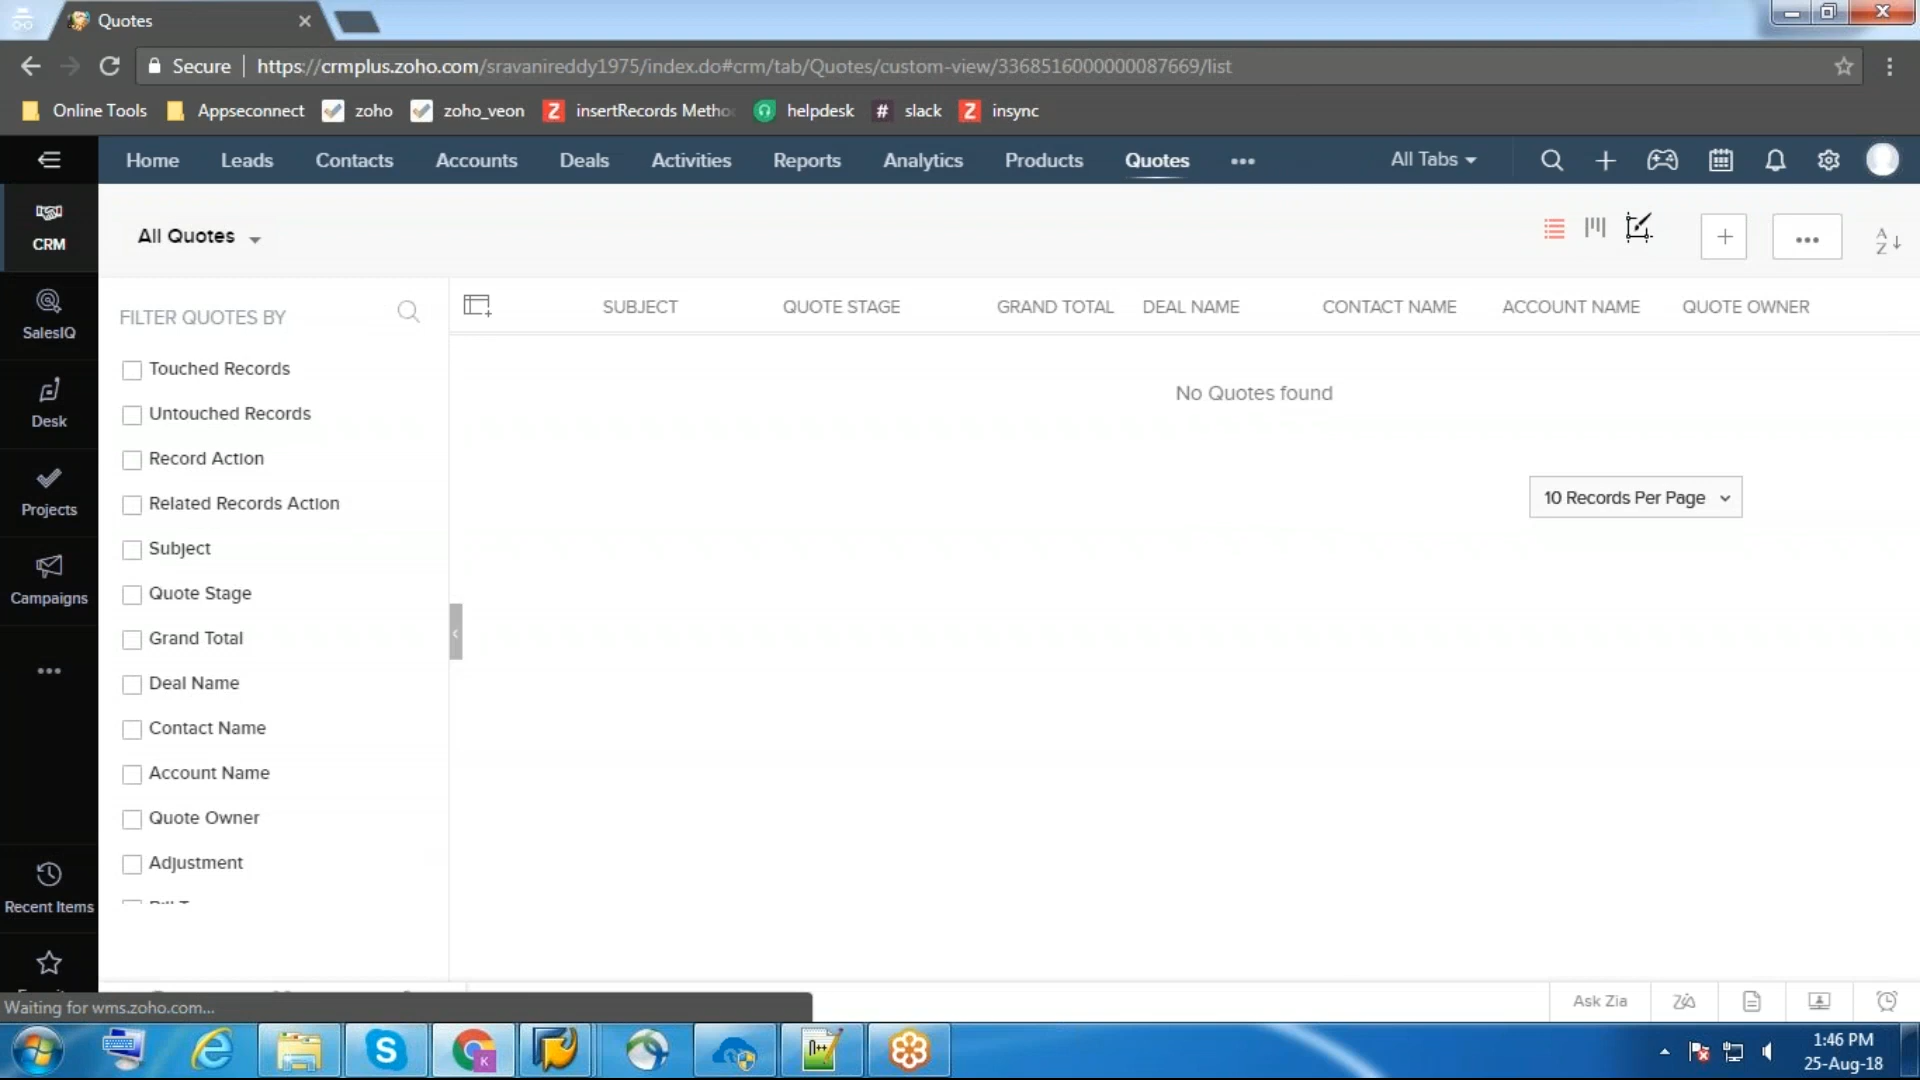 Quotes
Secure
https://crmplus.zoho.com/sravanireddy1975/index.do#crm/tab/Quotes/custom-view/3368516000000087669/list
Online Tools Appseconnect zoho zoho_veon insertRecords Metho helpdesk slack insync
Home Leads Contacts Accounts Deals Activities Reports Analytics Products Quotes ••• All Tabs
CRM
SalesIQ
Desk
Projects
Campaigns
Recent Items
All Quotes
FILTER QUOTES BY
Touched Records
Untouched Records
Record Action
Related Records Action
Subject
Quote Stage
Grand Total
Deal Name
Contact Name
Account Name
Quote Owner
Adjustment
SUBJECT QUOTE STAGE GRAND TOTAL DEAL NAME CONTACT NAME ACCOUNT NAME QUOTE OWNER
No Quotes found
10 Records Per Page
Waiting for wms.zoho.com...
Ask Zia
1:46 PM
25-Aug-18